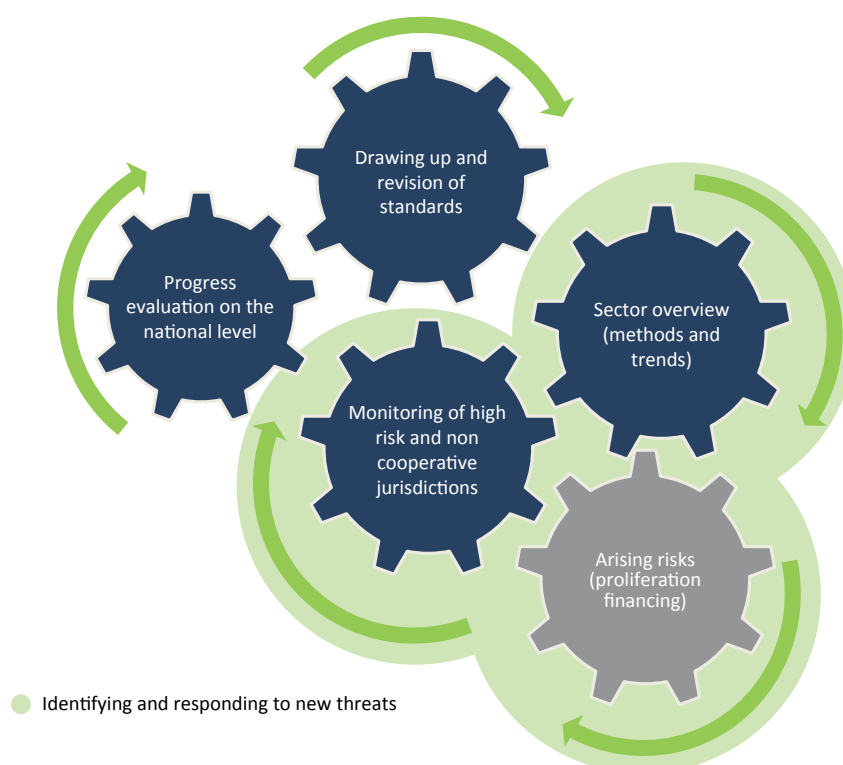 Drawing up and
revision of
standards
Progress
evaluation on the
national level
Sector overview
(methods and
trends)
Monitoring of high
risk and non
cooperative
jurisdictions
Arising risks
(proliferation
financing)
Identifying and responding to new threats